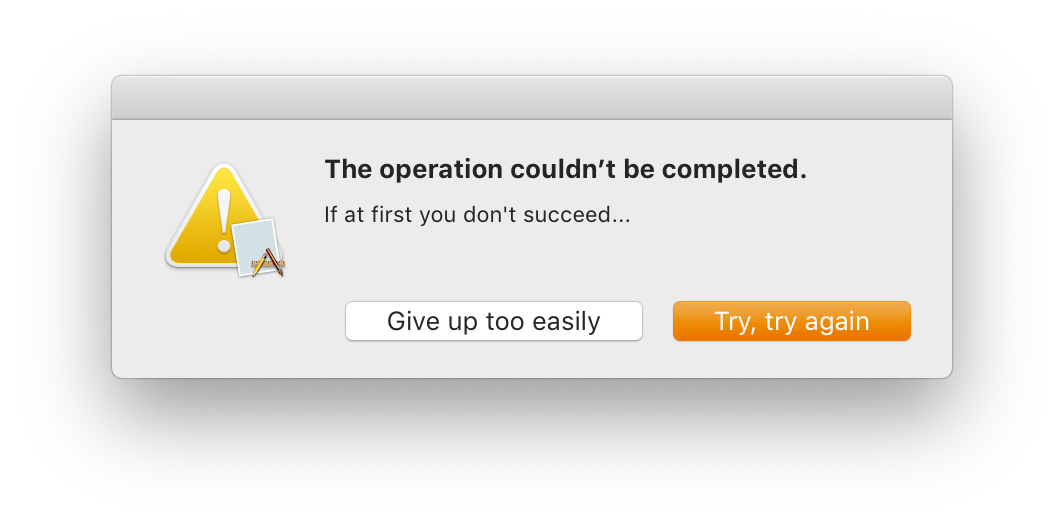 The operation couldn’t be completed.
If at first you don't succeed...
Give up too easily
Try, try again